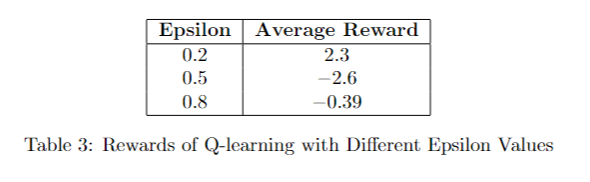 Epsilon Average Reward
0.2 2.3
0.5 −2.6
0.8 −0.39
Table 3: Rewards of Q-learning with Different Epsilon Values